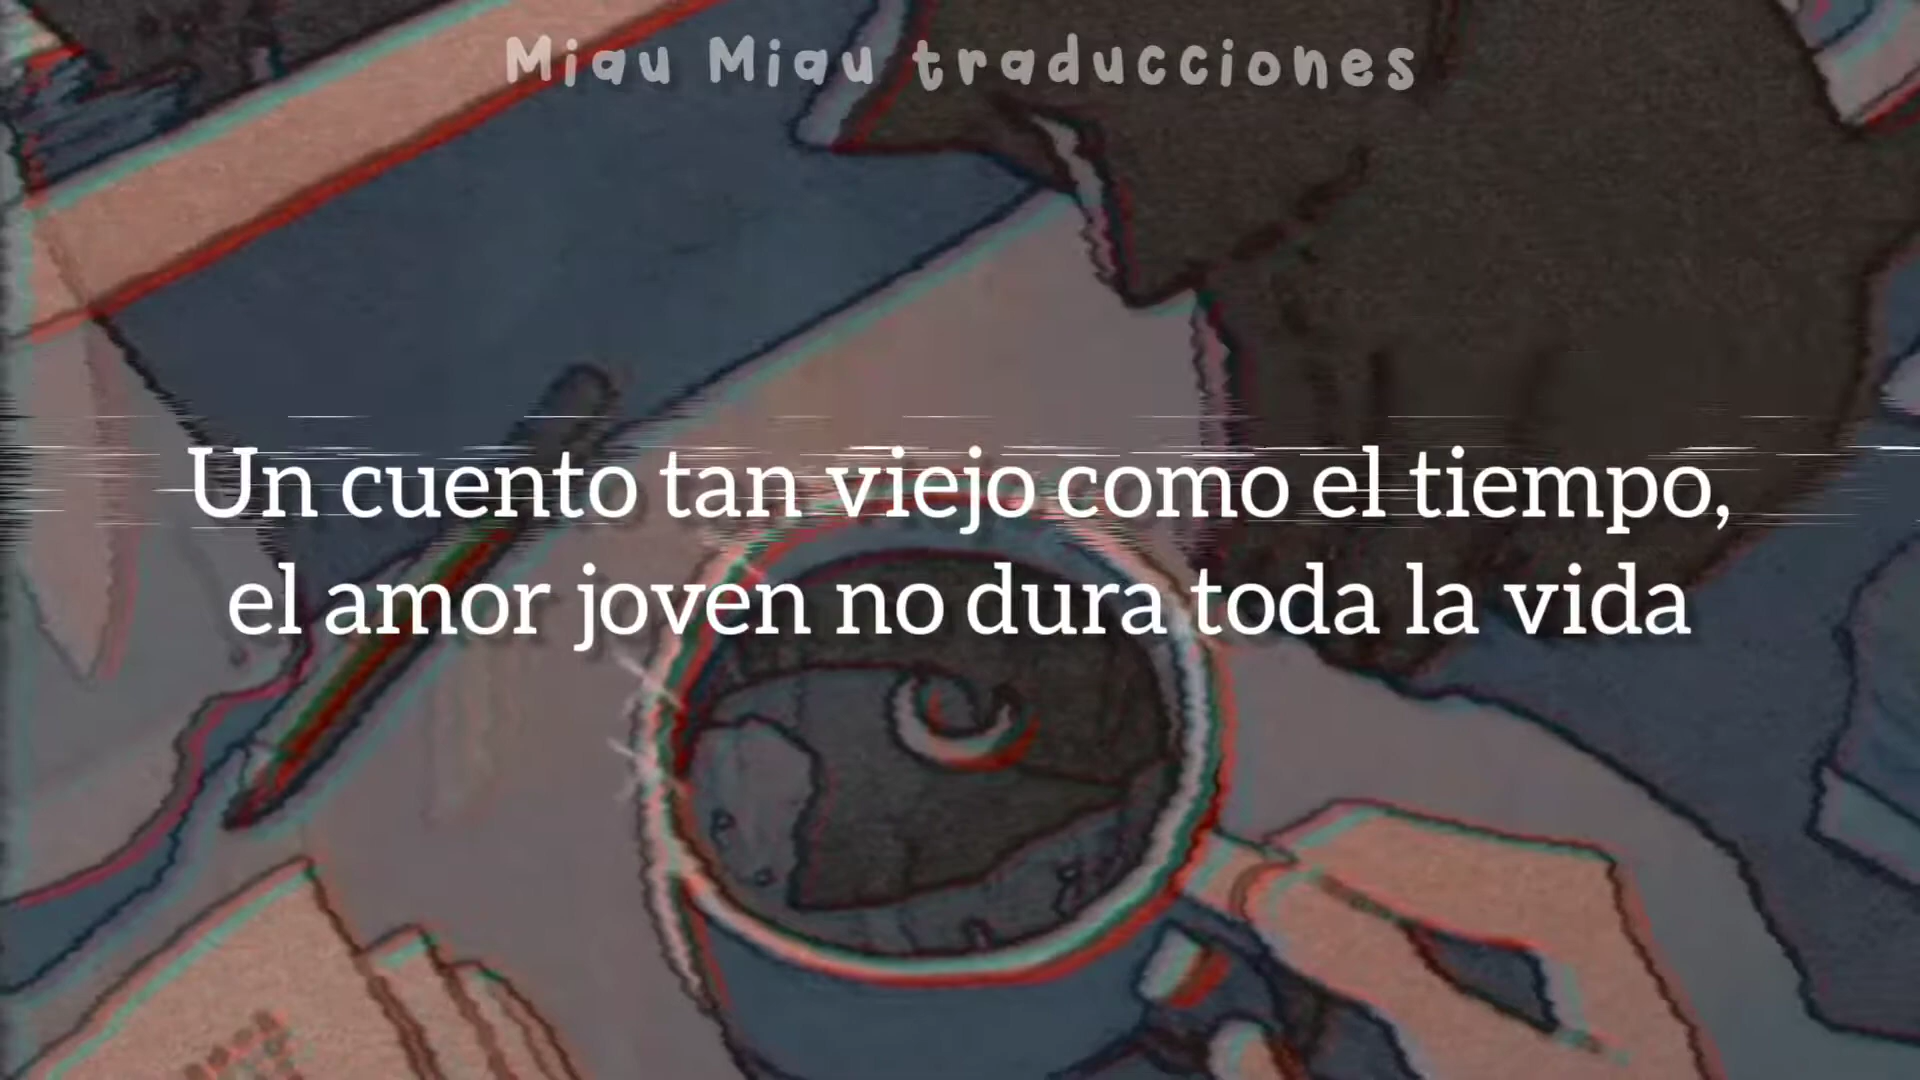 Miau Miau traducciones
Un cuento tan viejo como el tiempo,
el amor joven no dura toda la vida